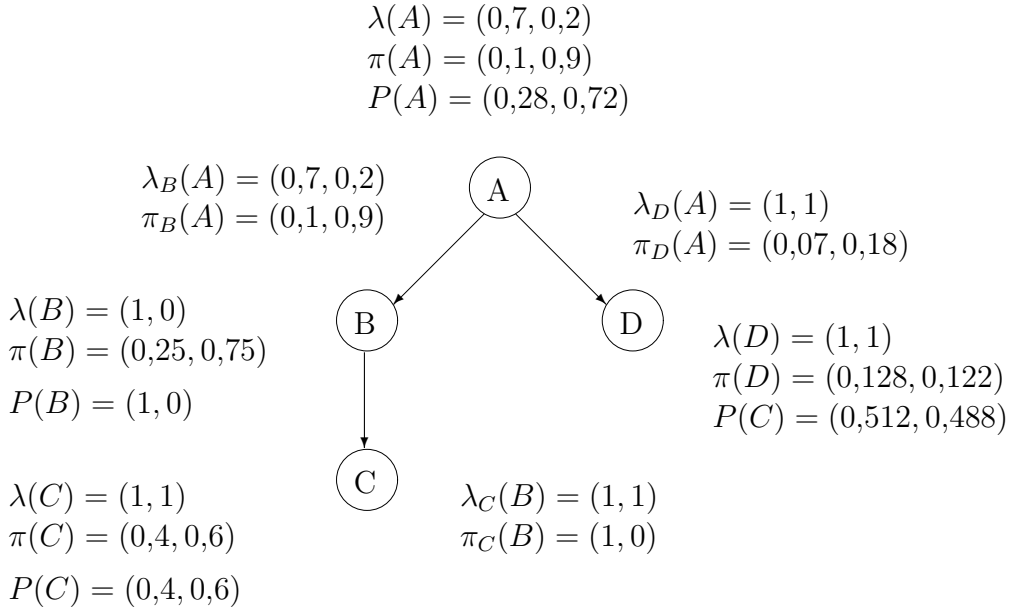 λ(A) = (0,7, 0,2)
π(A) = (0,1, 0,9)
P(A) = (0,28, 0,72)
λ_B(A) = (0,7, 0,2)
π_B(A) = (0,1, 0,9)
A
λ_D(A) = (1, 1)
π_D(A) = (0,07, 0,18)
λ(B) = (1, 0)
π(B) = (0,25, 0,75)
P(B) = (1, 0)
B
D
λ(D) = (1, 1)
π(D) = (0,128, 0,122)
P(C) = (0,512, 0,488)
C
λ(C) = (1, 1)
π(C) = (0,4, 0,6)
P(C) = (0,4, 0,6)
λ_C(B) = (1, 1)
π_C(B) = (1, 0)